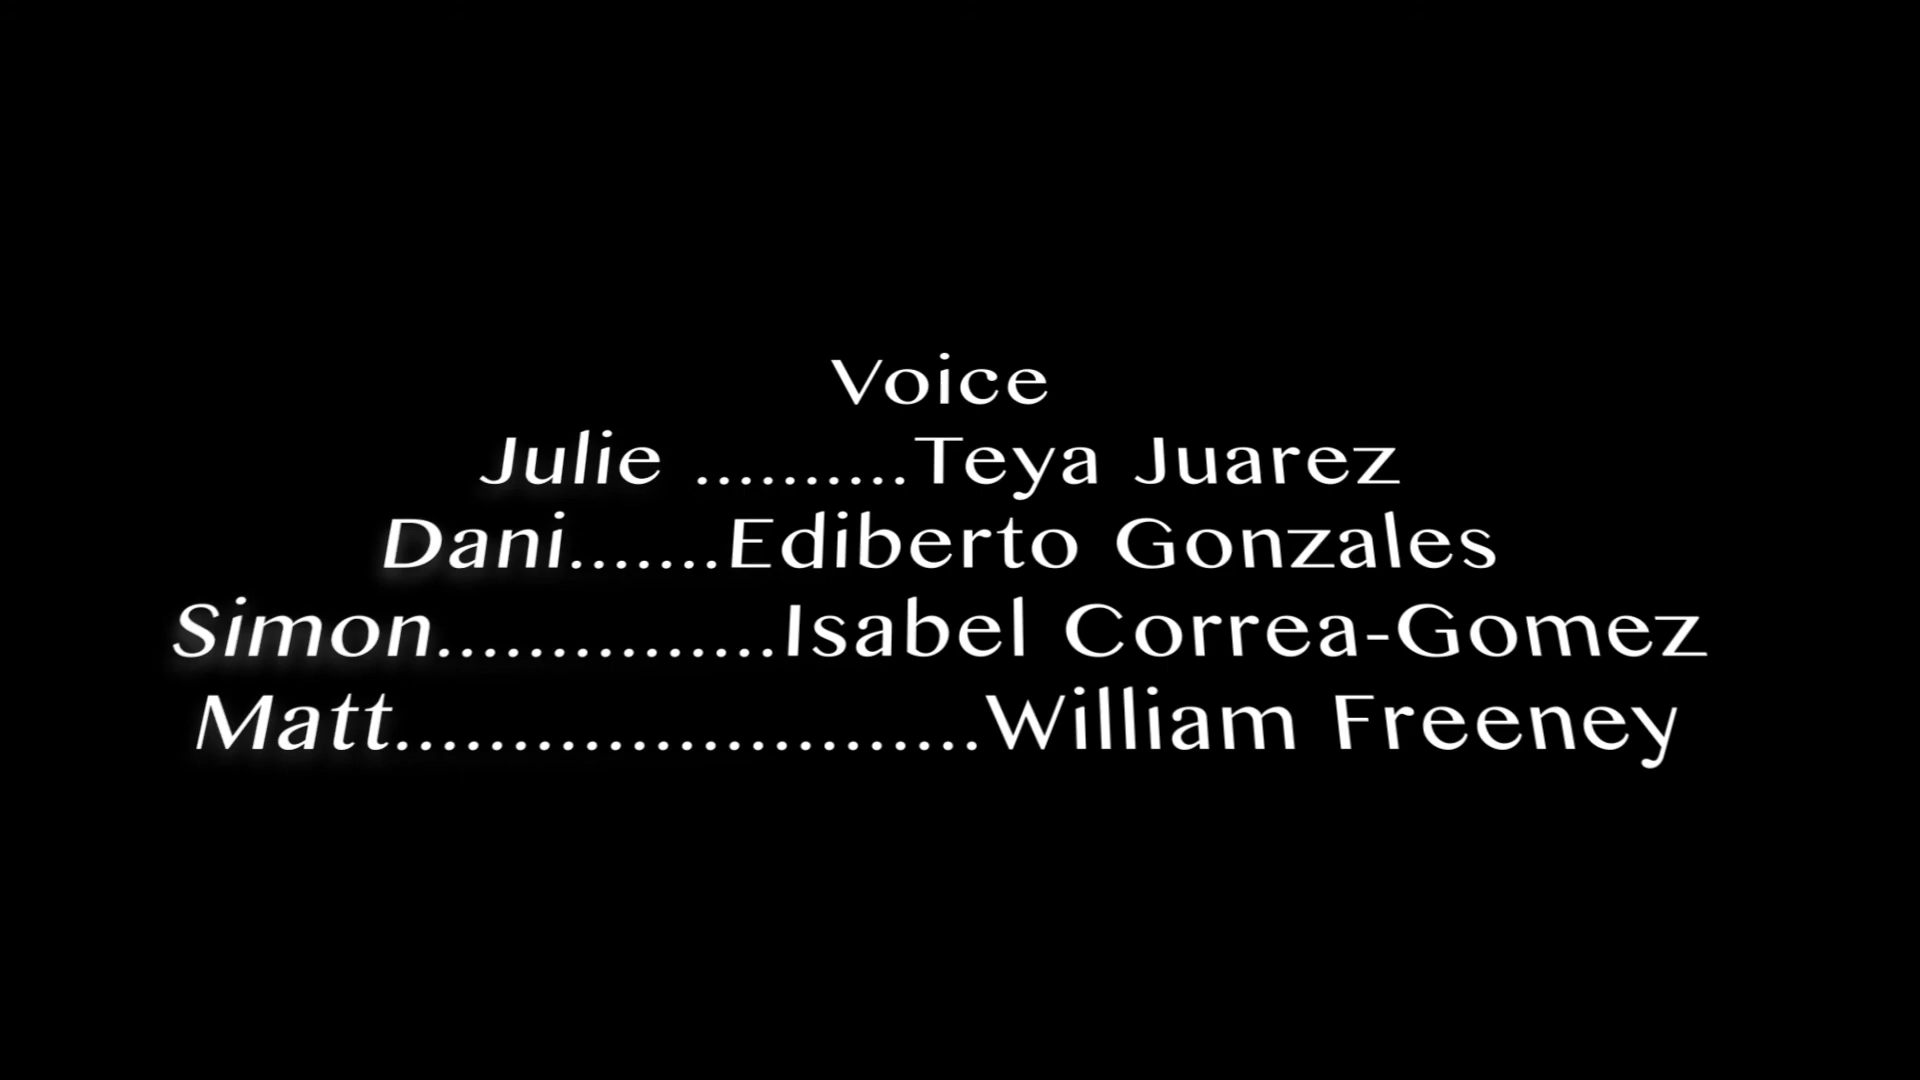 Voice
Julie ..........Teya Juarez
Dani.......Ediberto Gonzales
Simon...............Isabel Correa-Gomez
Matt.........................William Freeney